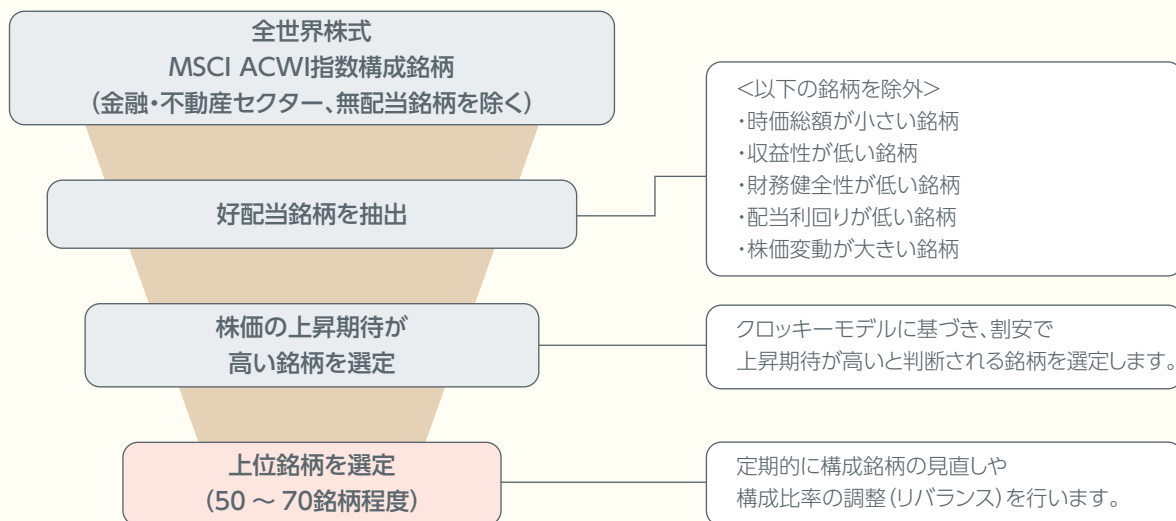 全世界株式
MSCI ACWI指数構成銘柄
(金融・不動産セクター、無配当銘柄を除く)
好配当銘柄を抽出
<以下の銘柄を除外>
・時価総額が小さい銘柄
・収益性が低い銘柄
・財務健全性が低い銘柄
・配当利回りが低い銘柄
・株価変動が大きい銘柄
株価の上昇期待が
高い銘柄を選定
クロッキーモデルに基づき、割安で
上昇期待が高いと判断される銘柄を選定します。
上位銘柄を選定
(50 ～ 70銘柄程度)
定期的に構成銘柄の見直しや
構成比率の調整(リバランス)を行います。